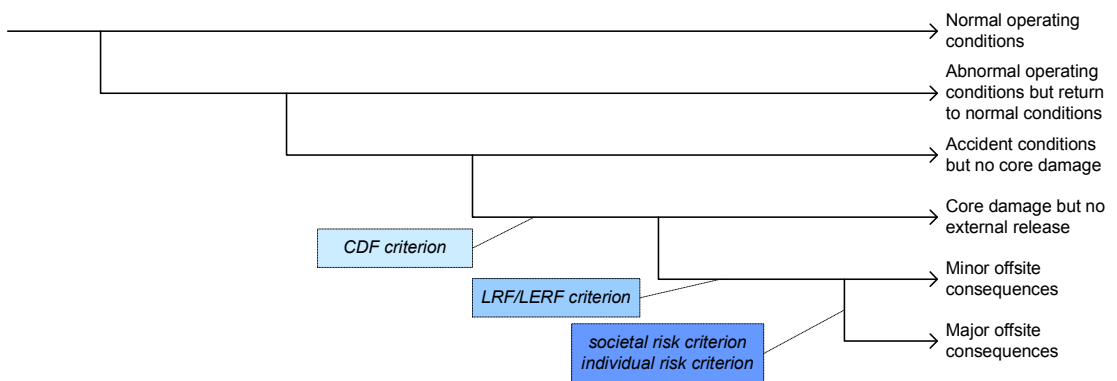 Normal operating
conditions
Abnormal operating
conditions but return
to normal conditions
Accident conditions
but no core damage
Core damage but no
external release
CDF criterion
Minor offsite
consequences
LRF/LERF criterion
societal risk criterion
individual risk criterion
Major offsite
consequences